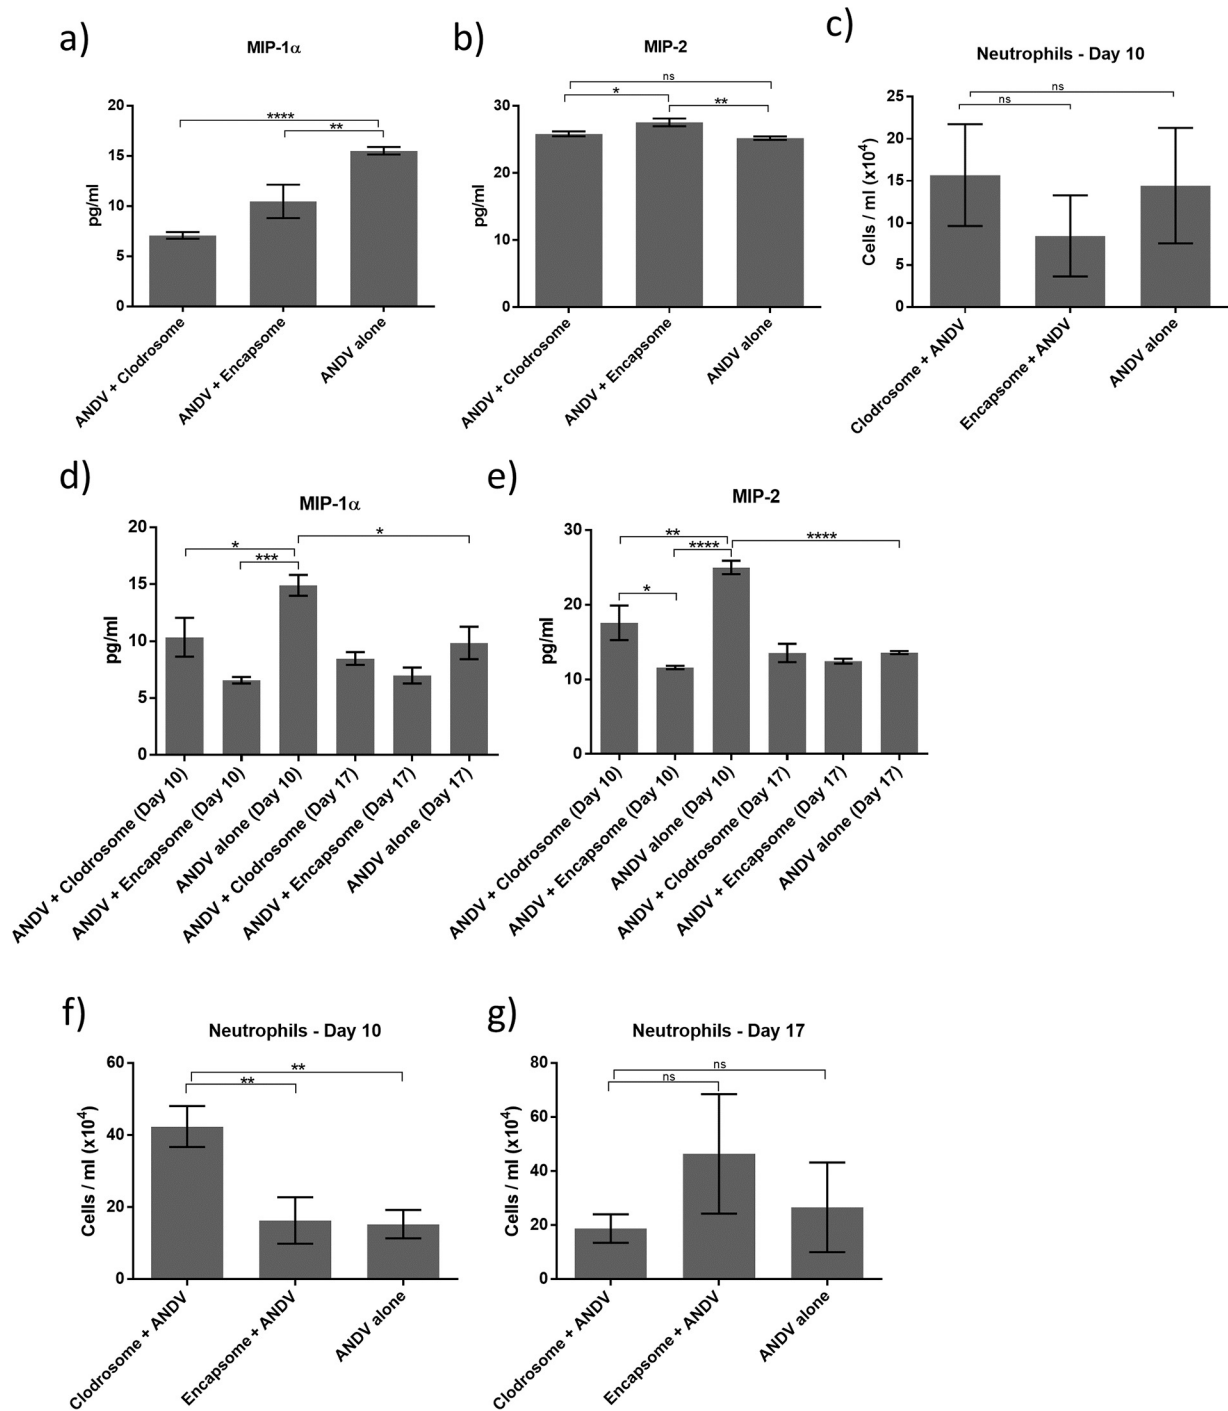 a)
MIP-1α
pg/ml
20
15
10
5
0
****
**
ANDV + Clodrosome
ANDV + Encapsome
ANDV alone
b)
MIP-2
pg/ml
30
20
10
0
ns
*
**
ANDV + Clodrosome
ANDV + Encapsome
ANDV alone
c)
Neutrophils - Day 10
Cells / ml (x10⁴)
25
20
15
10
5
0
ns
ns
Clodrosome + ANDV
Encapsome + ANDV
ANDV alone
d)
MIP-1α
pg/ml
20
15
10
5
0
*
*
***
ANDV + Clodrosome (Day 10)
ANDV + Encapsome (Day 10)
ANDV alone (Day 10)
ANDV + Clodrosome (Day 17)
ANDV + Encapsome (Day 17)
ANDV alone (Day 17)
e)
MIP-2
pg/ml
30
20
10
0
**
****
****
*
ANDV + Clodrosome (Day 10)
ANDV + Encapsome (Day 10)
ANDV alone (Day 10)
ANDV + Clodrosome (Day 17)
ANDV + Encapsome (Day 17)
ANDV alone (Day 17)
f)
Neutrophils - Day 10
Cells / ml (x10⁴)
60
40
20
0
**
**
Clodrosome + ANDV
Encapsome + ANDV
ANDV alone
g)
Neutrophils - Day 17
Cells / ml (x10⁴)
80
60
40
20
0
ns
ns
Clodrosome + ANDV
Encapsome + ANDV
ANDV alone